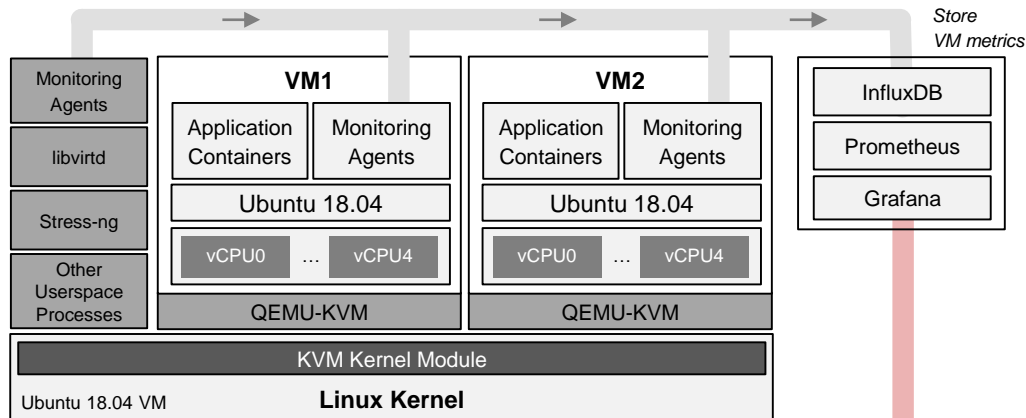 Store
VM metrics
Monitoring
Agents
libvirtd
Stress-ng
Other
Userspace
Processes
VM1
Application
Containers
Monitoring
Agents
Ubuntu 18.04
vCPU0 ... vCPU4
QEMU-KVM
VM2
Application
Containers
Monitoring
Agents
Ubuntu 18.04
vCPU0 ... vCPU4
QEMU-KVM
InfluxDB
Prometheus
Grafana
KVM Kernel Module
Ubuntu 18.04 VM
Linux Kernel